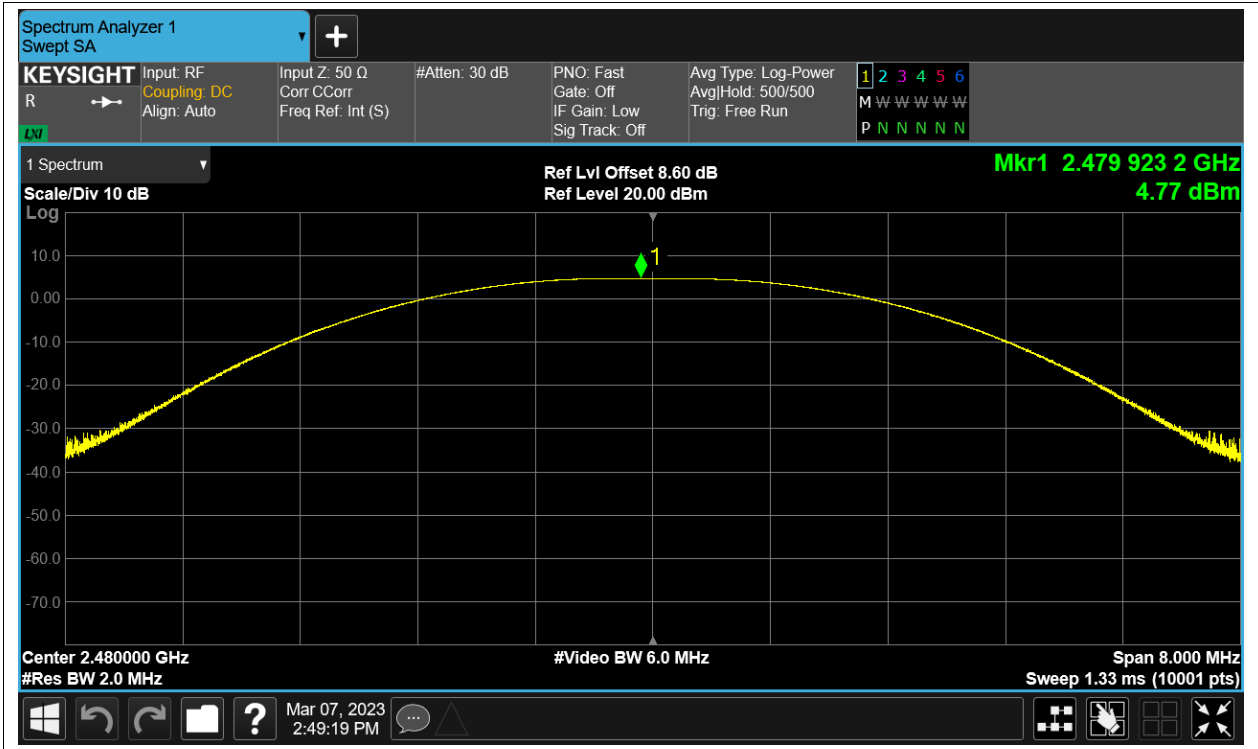 Spectrum Analyzer 1
Swept SA
+
KEYSIGHT
R
LXI
Input: RF
Coupling: DC
Align: Auto
Input Z: 50 Ω
Corr CCorr
Freq Ref: Int (S)
#Atten: 30 dB
PNO: Fast
Gate: Off
IF Gain: Low
Sig Track: Off
Avg Type: Log-Power
Avg|Hold: 500/500
Trig: Free Run
1 2 3 4 5 6
M W W W W W
P N N N N N
1 Spectrum
Scale/Div 10 dB
Log
Ref Lvl Offset 8.60 dB
Ref Level 20.00 dBm
Mkr1 2.479 923 2 GHz
4.77 dBm
1
10.0
0.00
-10.0
-20.0
-30.0
-40.0
-50.0
-60.0
-70.0
Center 2.480000 GHz
#Res BW 2.0 MHz
#Video BW 6.0 MHz
Span 8.000 MHz
Sweep 1.33 ms (10001 pts)
?
Mar 07, 2023
2:49:19 PM